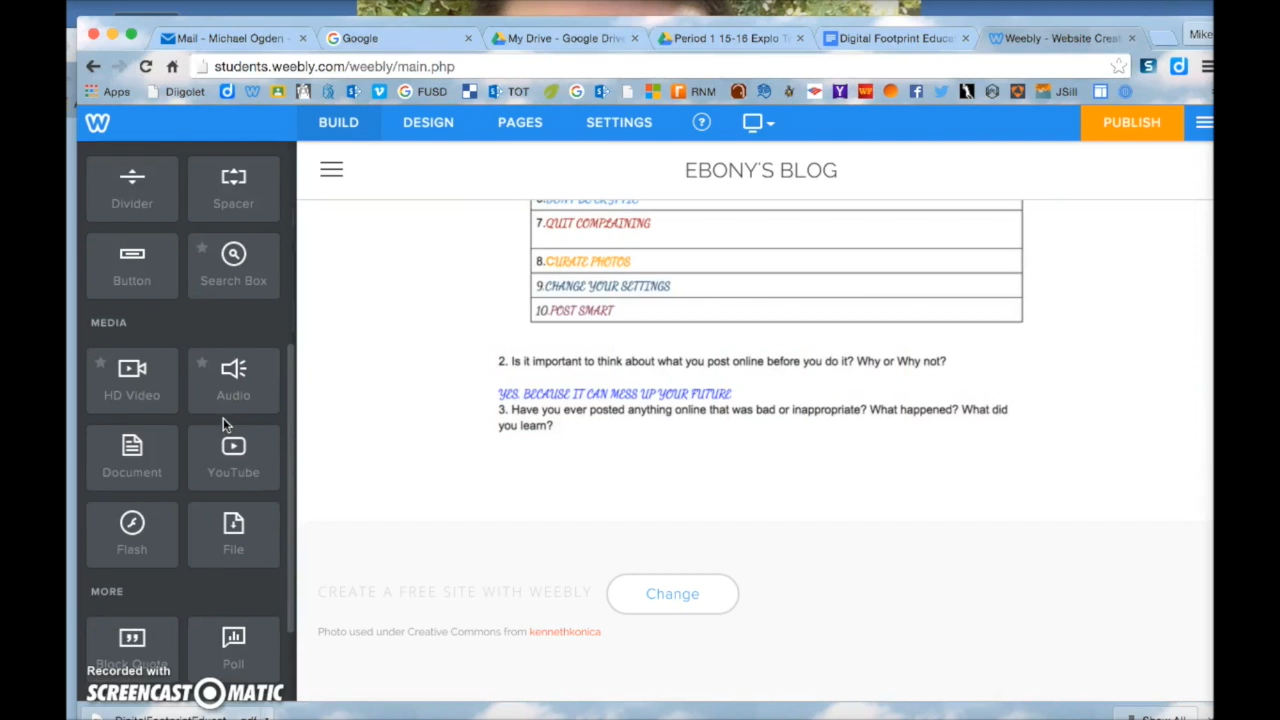 Mail - Michael Ogden - ×
Google ×
My Drive - Google Drive ×
Period 1 15-16 Explo Te ×
Digital Footprint Educa ×
Weebly - Website Creat ×
Mike
students.weebly.com/weebly/main.php
Apps
Diigolet
FUSD
TOT
RNM
JSill
BUILD
DESIGN
PAGES
SETTINGS
PUBLISH
EBONY'S BLOG
Divider
Spacer
Button
Search Box
MEDIA
HD Video
Audio
Document
YouTube
Flash
File
MORE
Block Quote
Poll
7.QUIT COMPLAINING
8.CURATE PHOTOS
9.CHANGE YOUR SETTINGS
10.POST SMART
2. Is it important to think about what you post online before you do it? Why or Why not?
YES. BECAUSE IT CAN MESS UP YOUR FUTURE
3. Have you ever posted anything online that was bad or inappropriate? What happened? What did
you learn?
CREATE A FREE SITE WITH WEEBLY
Change
Photo used under Creative Commons from kennethkonica
Recorded with
SCREENCAST MATIC